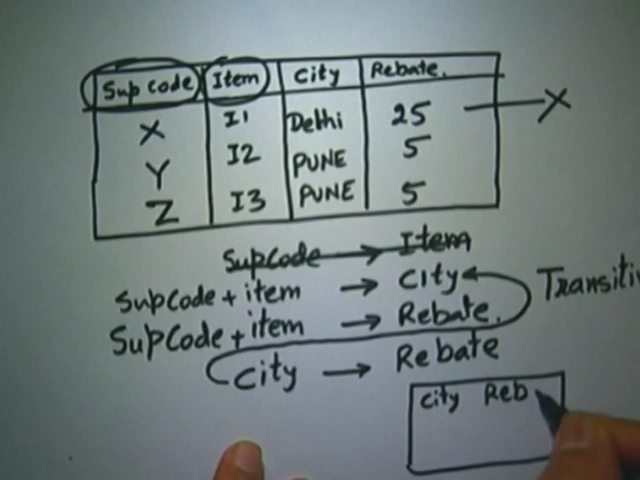 Sup code Item City Rebate.
X I1 Delhi 25 X
Y I2 PUNE 5
Z I3 PUNE 5
SupCode → Item
SupCode + item → City Transitiv
SupCode + item → Rebate.
City → Rebate
City Reb